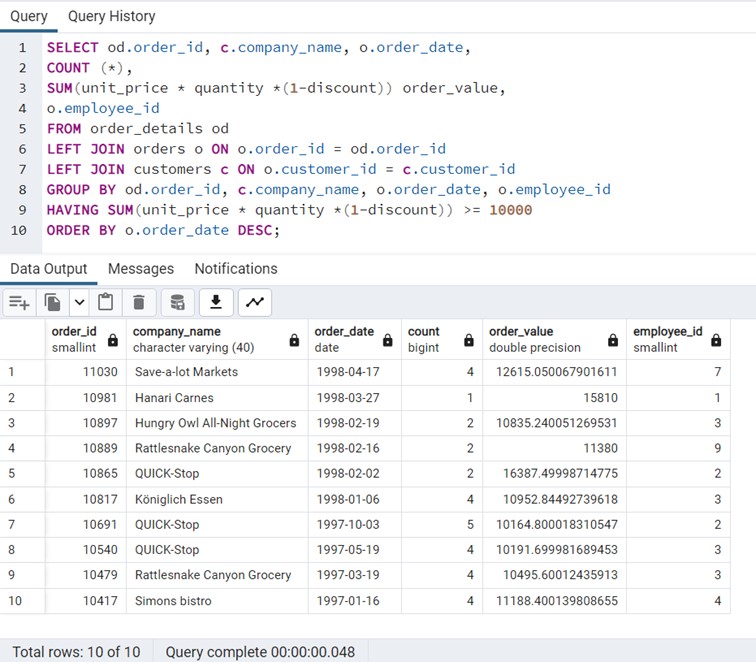 Query Query History
1 SELECT od.order_id, c.company_name, o.order_date,
2 COUNT (*),
3 SUM(unit_price * quantity *(1-discount)) order_value,
4 o.employee_id
5 FROM order_details od
6 LEFT JOIN orders o ON o.order_id = od.order_id
7 LEFT JOIN customers c ON o.customer_id = c.customer_id
8 GROUP BY od.order_id, c.company_name, o.order_date, o.employee_id
9 HAVING SUM(unit_price * quantity *(1-discount)) >= 10000
10 ORDER BY o.order_date DESC;
Data Output Messages Notifications
order_id company_name order_date count order_value employee_id
smallint character varying (40) date bigint double precision smallint
1 11030 Save-a-lot Markets 1998-04-17 4 12615.050067901611 7
2 10981 Hanari Carnes 1998-03-27 1 15810 1
3 10897 Hungry Owl All-Night Grocers 1998-02-19 2 10835.240051269531 3
4 10889 Rattlesnake Canyon Grocery 1998-02-16 2 11380 9
5 10865 QUICK-Stop 1998-02-02 2 16387.49998714775 2
6 10817 Königlich Essen 1998-01-06 4 10952.84492739618 3
7 10691 QUICK-Stop 1997-10-03 5 10164.800018310547 2
8 10540 QUICK-Stop 1997-05-19 4 10191.699981689453 3
9 10479 Rattlesnake Canyon Grocery 1997-03-19 4 10495.60012435913 3
10 10417 Simons bistro 1997-01-16 4 11188.400139808655 4
Total rows: 10 of 10 Query complete 00:00:00.048